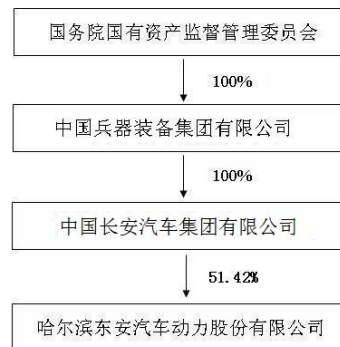 国务院国有资产监督管理委员会
100%
中国兵器装备集团有限公司
100%
中国长安汽车集团有限公司
51.42%
哈尔滨东安汽车动力股份有限公司